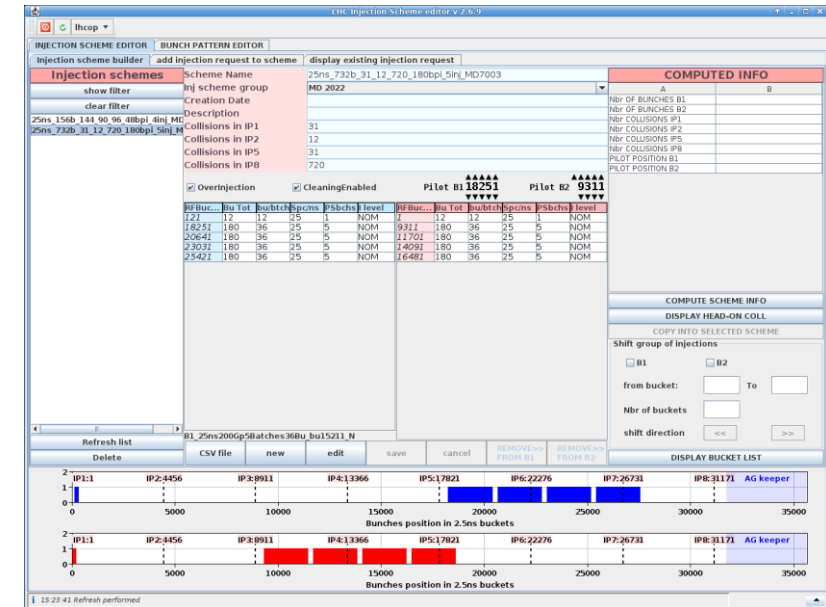 LHC Injection Scheme editor v 2.6.9
lhcop
INJECTION SCHEME EDITOR BUNCH PATTERN EDITOR
Injection scheme builder add injection request to scheme display existing injection request
Injection schemes
show filter
clear filter
25ns_156b_144_90_96_48bpi_4inj_MD
25ns_732b_31_12_720_180bpi_5inj_M
Refresh list
Delete
Scheme Name 25ns_732b_31_12_720_180bpi_5inj_MD7003
Inj scheme group MD 2022
Creation Date
Description
Collisions in IP1 31
Collisions in IP2 12
Collisions in IP5 31
Collisions in IP8 720
OverInjection CleaningEnabled Pilot B1 18251 Pilot B2 9311
RFBuc... Bu Tot bu/btch Spc/ns PSbchs I level RFBuc... Bu Tot bu/btch Spc/ns PSbchs I level
121 12 12 25 1 NOM 1 12 12 25 1 NOM
18251 180 36 25 5 NOM 9311 180 36 25 5 NOM
20641 180 36 25 5 NOM 11701 180 36 25 5 NOM
23031 180 36 25 5 NOM 14091 180 36 25 5 NOM
25421 180 36 25 5 NOM 16481 180 36 25 5 NOM
B1_25ns200Gp5Batches36Bu_bu15211_N
CSV file new edit save cancel REMOVE>> FROM B1 REMOVE>> FROM B2
COMPUTED INFO
A B
Nbr OF BUNCHES B1
Nbr OF BUNCHES B2
Nbr COLLISIONS IP1
Nbr COLLISIONS IP2
Nbr COLLISIONS IP5
Nbr COLLISIONS IP8
PILOT POSITION B1
PILOT POSITION B2
COMPUTE SCHEME INFO
DISPLAY HEAD-ON COLL
COPY INTO SELECTED SCHEME
Shift group of injections
B1 B2
from bucket: To
Nbr of buckets
shift direction << >>
DISPLAY BUCKET LIST
2
IP1:1 IP2:4456 IP3:8911 IP4:13366 IP5:17821 IP6:22276 IP7:26731 IP8:31171 AG keeper
1
0
0 5000 10000 15000 20000 25000 30000 35000
Bunches position in 2.5ns buckets
2
IP1:1 IP2:4456 IP3:8911 IP4:13366 IP5:17821 IP6:22276 IP7:26731 IP8:31171 AG keeper
1
0
0 5000 10000 15000 20000 25000 30000 35000
Bunches position in 2.5ns buckets
15:23:41 Refresh performed